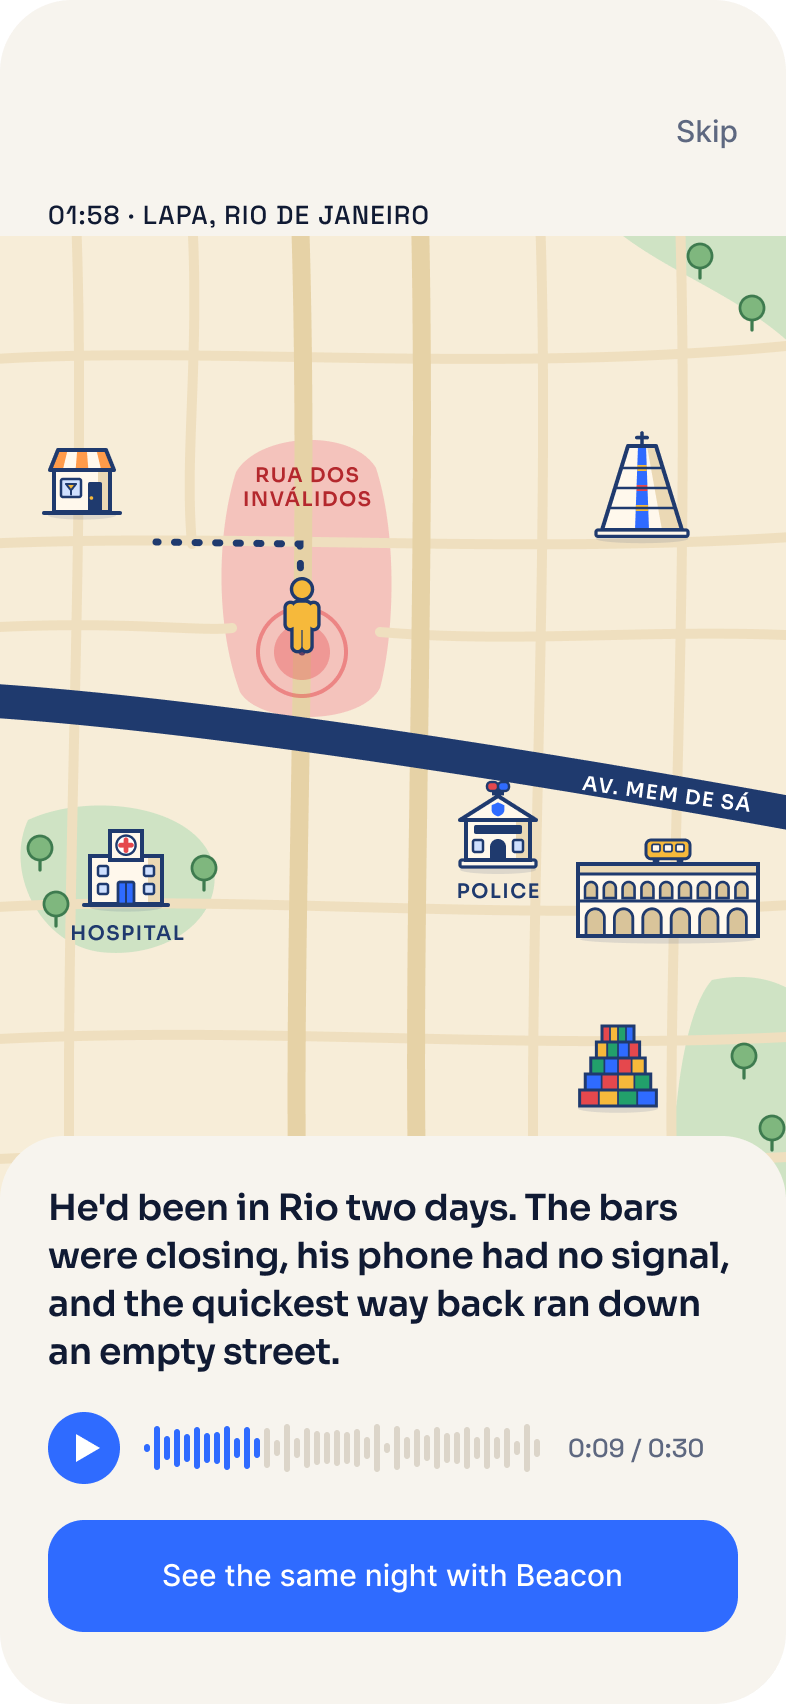 Skip
01:58 · LAPA, RIO DE JANEIRO
RUA DOS
INVÁLIDOS
AV. MEM DE SÁ
POLICE
HOSPITAL
He'd been in Rio two days. The bars
were closing, his phone had no signal,
and the quickest way back ran down
an empty street.
0:09 / 0:30
See the same night with Beacon